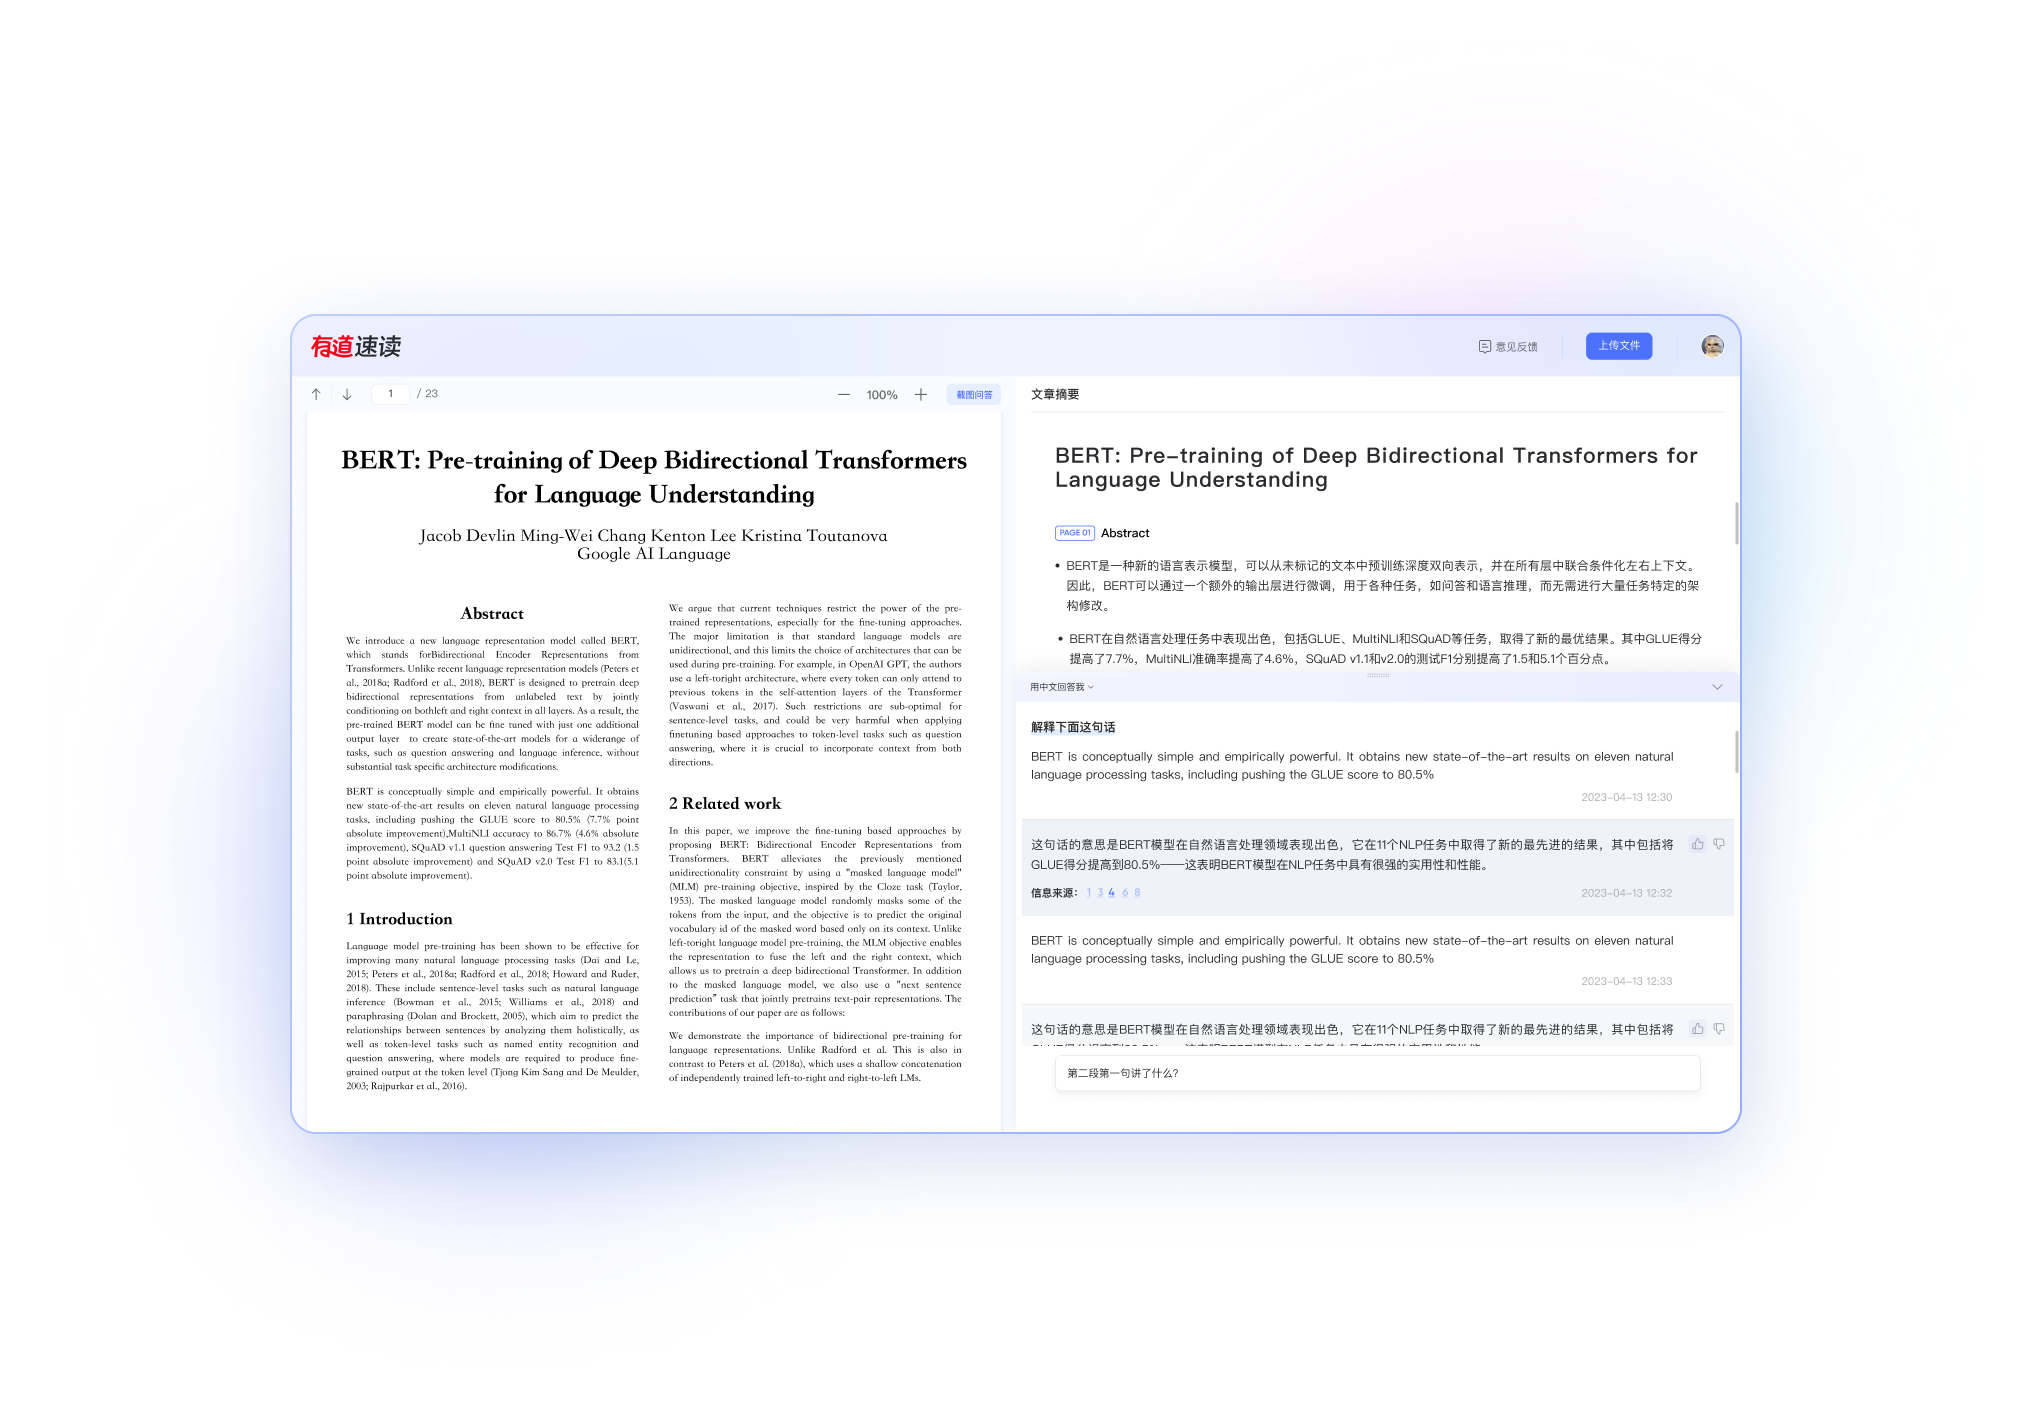 有道速读
意见反馈
上传文件
1 / 23
100%
截图问答
BERT: Pre-training of Deep Bidirectional Transformers
for Language Understanding
Jacob Devlin Ming-Wei Chang Kenton Lee Kristina Toutanova
Google AI Language
Abstract
We introduce a new language representation model called BERT,
which stands forBidirectional Encoder Representations from
Transformers. Unlike recent language representation models (Peters et
al., 2018a; Radford et al., 2018), BERT is designed to pretrain deep
bidirectional representations from unlabeled text by jointly
conditioning on bothleft and right context in all layers. As a result, the
pre-trained BERT model can be fine tuned with just one additional
output layer to create state-of-the-art models for a widerange of
tasks, such as question answering and language inference, without
substantial task specific architecture modifications.
BERT is conceptually simple and empirically powerful. It obtains
new state-of-the-art results on eleven natural language processing
tasks, including pushing the GLUE score to 80.5% (7.7% point
absolute improvement),MultiNLI accuracy to 86.7% (4.6% absolute
improvement), SQuAD v1.1 question answering Test F1 to 93.2 (1.5
point absolute improvement) and SQuAD v2.0 Test F1 to 83.1(5.1
point absolute improvement).
1 Introduction
Language model pre-training has been shown to be effective for
improving many natural language processing tasks (Dai and Le,
2015; Peters et al., 2018a; Radford et al., 2018; Howard and Ruder,
2018). These include sentence-level tasks such as natural language
inference (Bowman et al., 2015; Williams et al., 2018) and
paraphrasing (Dolan and Brockett, 2005), which aim to predict the
relationships between sentences by analyzing them holistically, as
well as token-level tasks such as named entity recognition and
question answering, where models are required to produce fine-
grained output at the token level (Tjong Kim Sang and De Meulder,
2003; Rajpurkar et al., 2016).
We argue that current techniques restrict the power of the pre-
trained representations, especially for the fine-tuning approaches.
The major limitation is that standard language models are
unidirectional, and this limits the choice of architectures that can be
used during pre-training. For example, in OpenAI GPT, the authors
use a left-toright architecture, where every token can only attend to
previous tokens in the self-attention layers of the Transformer
(Vaswani et al., 2017). Such restrictions are sub-optimal for
sentence-level tasks, and could be very harmful when applying
finetuning based approaches to token-level tasks such as question
answering, where it is crucial to incorporate context from both
directions.
2 Related work
In this paper, we improve the fine-tuning based approaches by
proposing BERT: Bidirectional Encoder Representations from
Transformers. BERT alleviates the previously mentioned
unidirectionality constraint by using a "masked language model"
(MLM) pre-training objective, inspired by the Cloze task (Taylor,
1953). The masked language model randomly masks some of the
tokens from the input, and the objective is to predict the original
vocabulary id of the masked word based only on its context. Unlike
left-toright language model pre-training, the MLM objective enables
the representation to fuse the left and the right context, which
allows us to pretrain a deep bidirectional Transformer. In addition
to the masked language model, we also use a "next sentence
prediction" task that jointly pretrains text-pair representations. The
contributions of our paper are as follows:
We demonstrate the importance of bidirectional pre-training for
language representations. Unlike Radford et al. This is also in
contrast to Peters et al. (2018a), which uses a shallow concatenation
of independently trained left-to-right and right-to-left LMs.
文章摘要
BERT: Pre-training of Deep Bidirectional Transformers for
Language Understanding
PAGE 01 Abstract
• BERT是一种新的语言表示模型，可以从未标记的文本中预训练深度双向表示，并在所有层中联合条件化左右上下文。
因此，BERT可以通过一个额外的输出层进行微调，用于各种任务，如问答和语言推理，而无需进行大量任务特定的架
构修改。
• BERT在自然语言处理任务中表现出色，包括GLUE、MultiNLI和SQuAD等任务，取得了新的最优结果。其中GLUE得分
提高了7.7%，MultiNLI准确率提高了4.6%，SQuAD v1.1和v2.0的测试F1分别提高了1.5和5.1个百分点。
用中文回答我
解释下面这句话
BERT is conceptually simple and empirically powerful. It obtains new state-of-the-art results on eleven natural
language processing tasks, including pushing the GLUE score to 80.5%
2023-04-13 12:30
这句话的意思是BERT模型在自然语言处理领域表现出色，它在11个NLP任务中取得了新的最先进的结果，其中包括将
GLUE得分提高到80.5%——这表明BERT模型在NLP任务中具有很强的实用性和性能。
信息来源： 1 3 4 6 8
2023-04-13 12:32
BERT is conceptually simple and empirically powerful. It obtains new state-of-the-art results on eleven natural
language processing tasks, including pushing the GLUE score to 80.5%
2023-04-13 12:33
这句话的意思是BERT模型在自然语言处理领域表现出色，它在11个NLP任务中取得了新的最先进的结果，其中包括将
第二段第一句讲了什么?